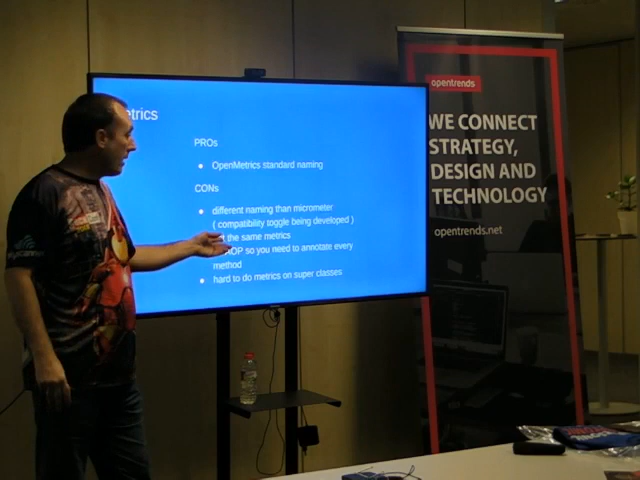 etrics
PROs
OpenMetrics standard naming
CONs
different naming than micrometer
( compatibility toggle being developed )
the same metrics
AOP so you need to annotate every
method
hard to do metrics on super classes
opentrends
WE CONNECT
STRATEGY,
DESIGN AND
TECHNOLOGY
opentrends.net